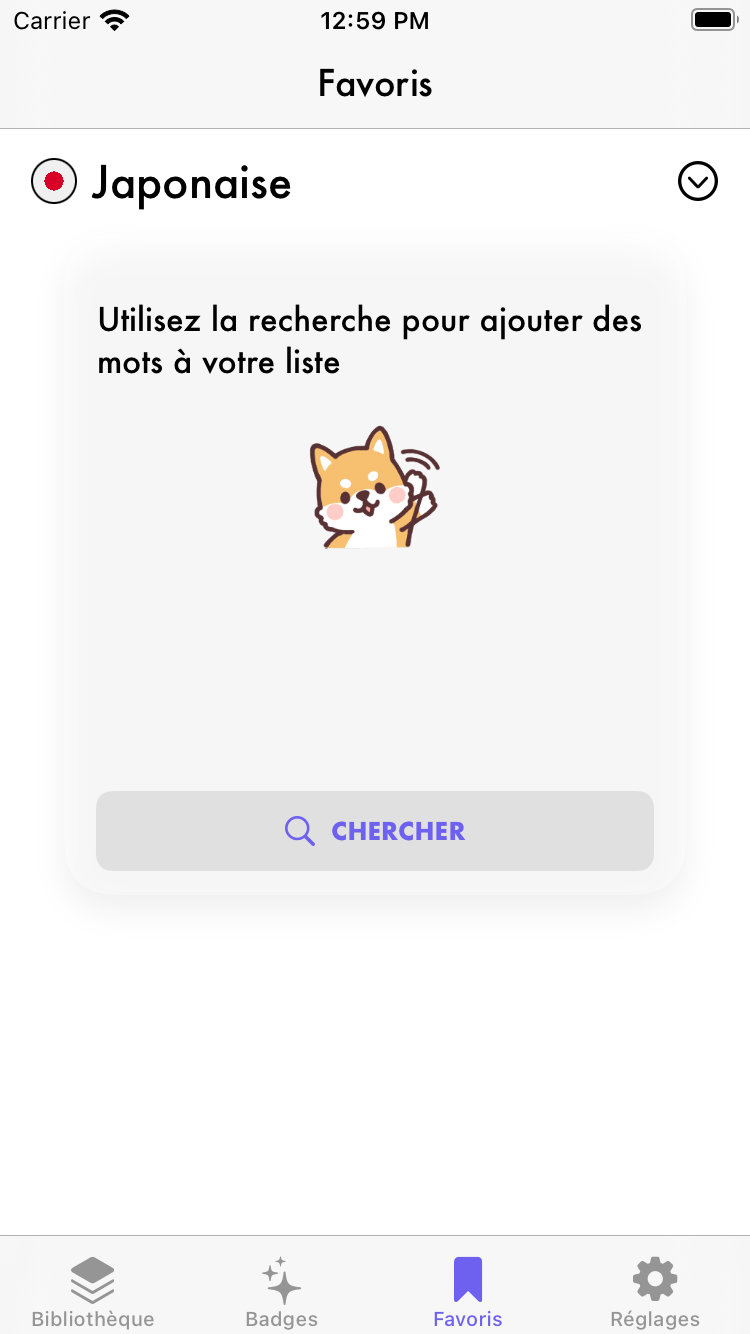 Carrier 12:59 PM
Favoris
Japonaise
Utilisez la recherche pour ajouter des
mots à votre liste
CHERCHER
Bibliothèque Badges Favoris Réglages